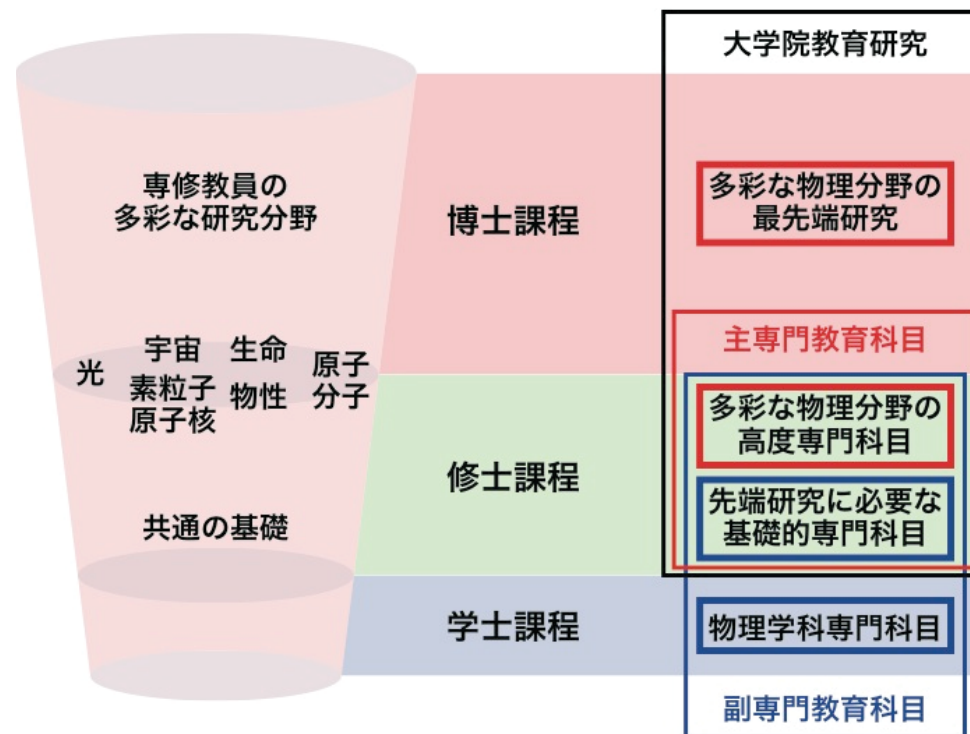 大学院教育研究
専修教員の
多彩な研究分野
博士課程
多彩な物理分野の
最先端研究
主専門教育科目
光
宇宙
素粒子
原子核
生命
物性
原子
分子
共通の基礎
修士課程
多彩な物理分野の
高度専門科目
先端研究に必要な
基礎的専門科目
学士課程
物理学科専門科目
副専門教育科目